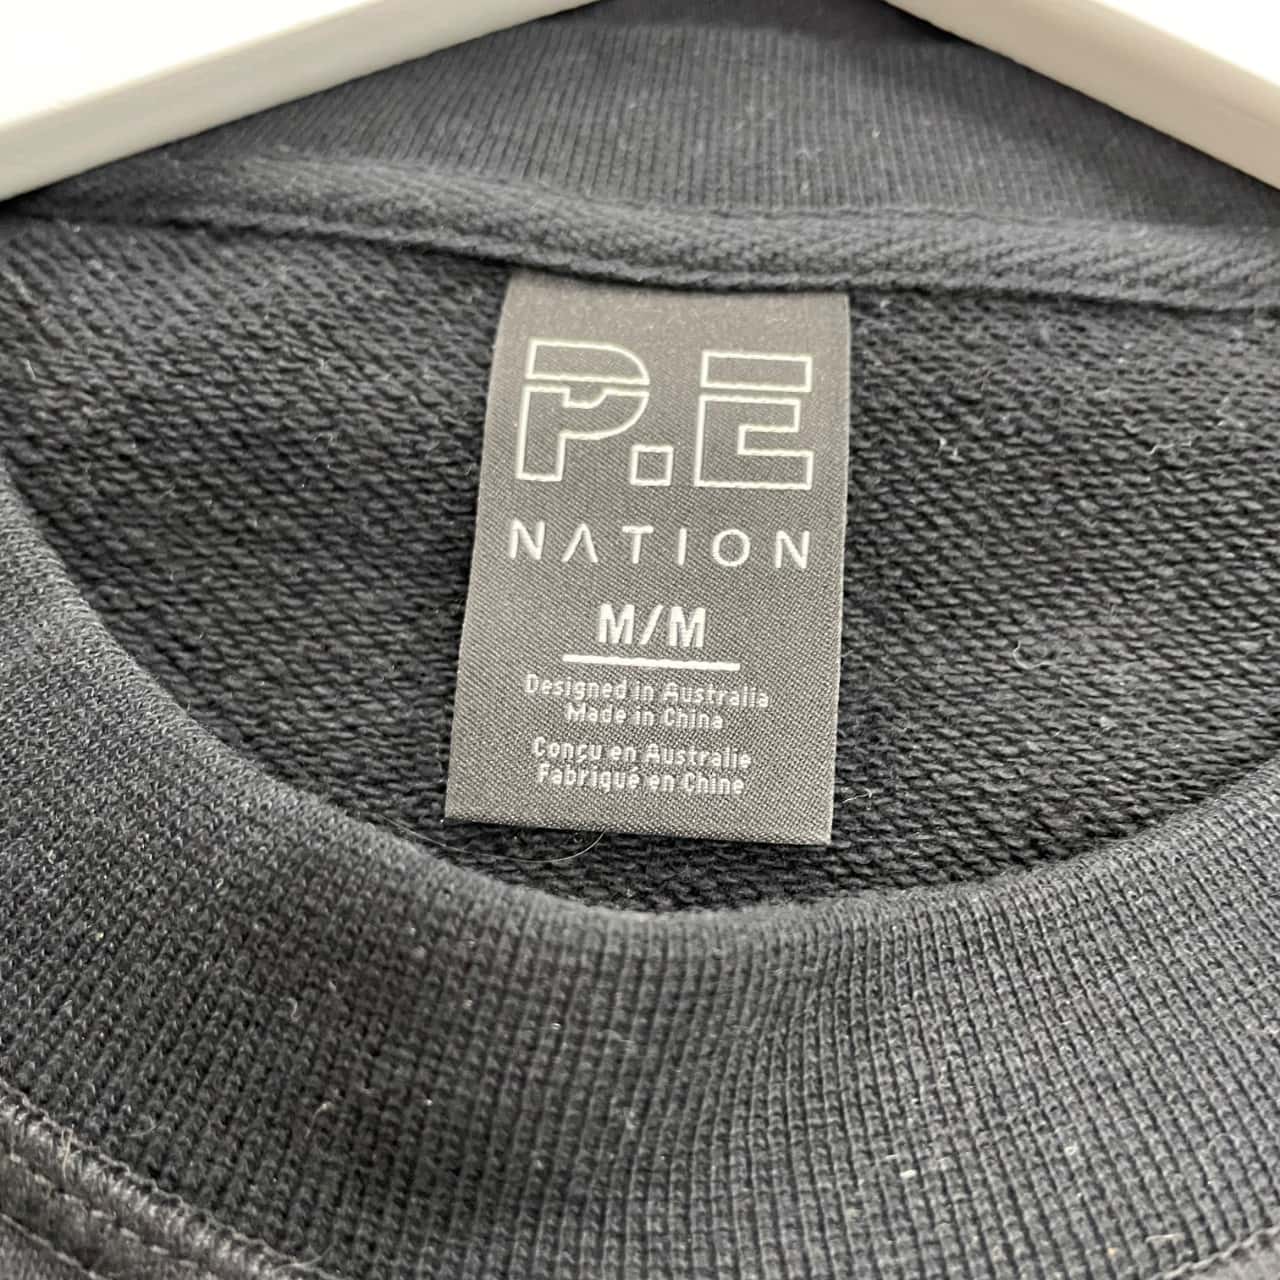 P.E
NATION
M/M
Designed in Australia
Made in China
Conçu en Australie
Fabriqué en Chine